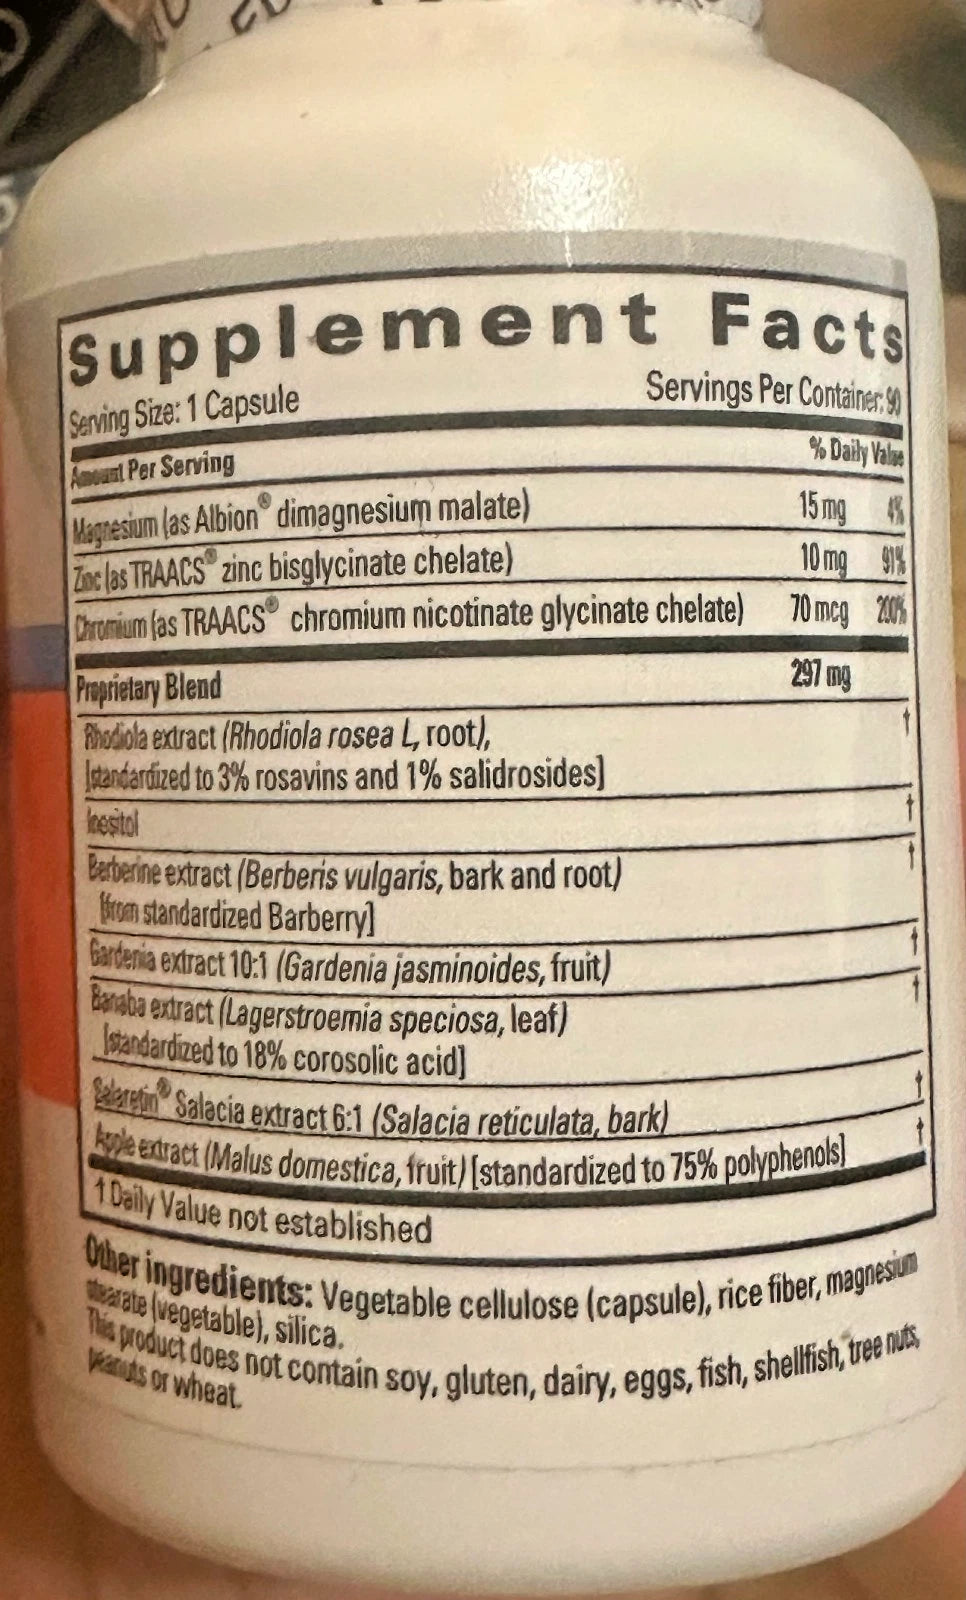 Supplement Facts
Serving Size: 1 Capsule Servings Per Container: 90
Amount Per Serving % Daily Value
Magnesium (as Albion® dimagnesium malate) 15 mg 4%
Zinc (as TRAACS® zinc bisglycinate chelate) 10 mg 91%
Chromium (as TRAACS® chromium nicotinate glycinate chelate) 70 mcg 200%
Proprietary Blend 297 mg
Rhodiola extract (Rhodiola rosea L, root), †
[standardized to 3% rosavins and 1% salidrosides]
Inositol †
Berberine extract (Berberis vulgaris, bark and root) †
[from standardized Barberry]
Gardenia extract 10:1 (Gardenia jasminoides, fruit) †
Banaba extract (Lagerstroemia speciosa, leaf) †
[standardized to 18% corosolic acid]
Salaretin® Salacia extract 6:1 (Salacia reticulata, bark) †
Apple extract (Malus domestica, fruit) [standardized to 75% polyphenols] †
† Daily Value not established
Other ingredients: Vegetable cellulose (capsule), rice fiber, magnesium
stearate (vegetable), silica.
This product does not contain soy, gluten, dairy, eggs, fish, shellfish, tree nuts,
peanuts or wheat.